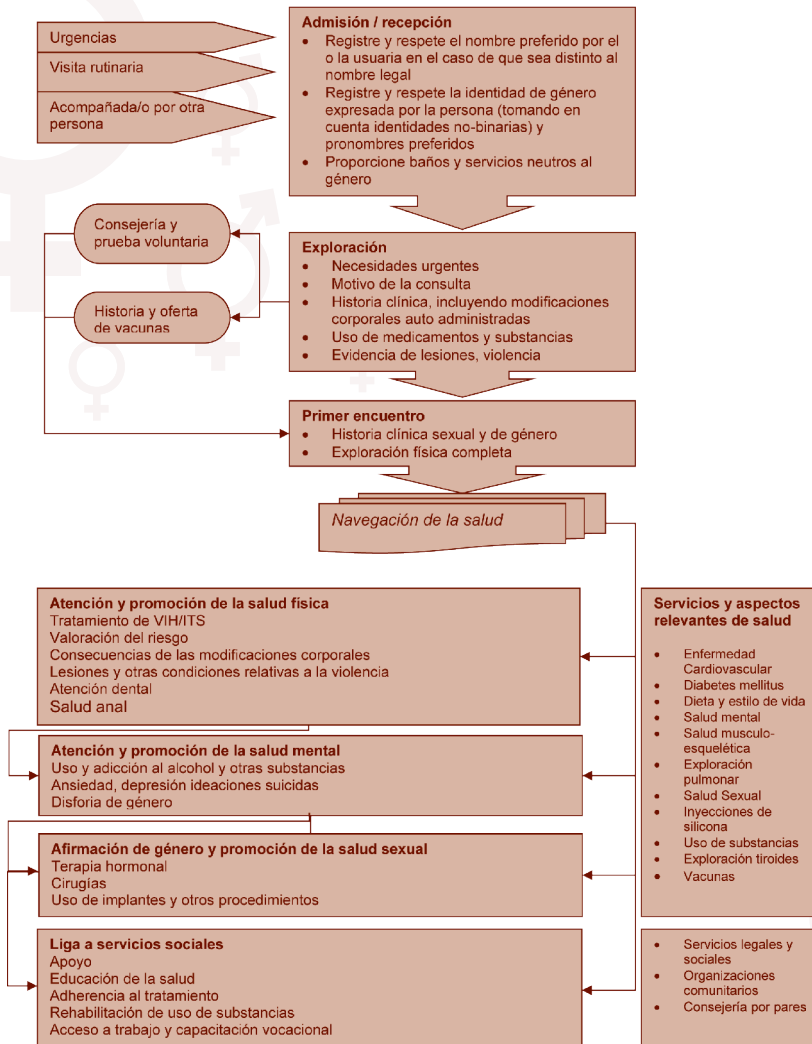 Urgencias
Visita rutinaria
Acompañada/o por otra
persona
Admisión / recepción
• Registre y respete el nombre preferido por el
o la usuaria en el caso de que sea distinto al
nombre legal
• Registre y respete la identidad de género
expresada por la persona (tomando en
cuenta identidades no-binarias) y
pronombres preferidos
• Proporcione baños y servicios neutros al
género
Consejería y
prueba voluntaria
Historia y oferta
de vacunas
Exploración
• Necesidades urgentes
• Motivo de la consulta
• Historia clínica, incluyendo modificaciones
corporales auto administradas
• Uso de medicamentos y substancias
• Evidencia de lesiones, violencia
Primer encuentro
• Historia clínica sexual y de género
• Exploración física completa
Navegación de la salud
Atención y promoción de la salud física
Tratamiento de VIH/ITS
Valoración del riesgo
Consecuencias de las modificaciones corporales
Lesiones y otras condiciones relativas a la violencia
Atención dental
Salud anal
Atención y promoción de la salud mental
Uso y adicción al alcohol y otras substancias
Ansiedad, depresión ideaciones suicidas
Disforia de género
Afirmación de género y promoción de la salud sexual
Terapia hormonal
Cirugías
Uso de implantes y otros procedimientos
Liga a servicios sociales
Apoyo
Educación de la salud
Adherencia al tratamiento
Rehabilitación de uso de substancias
Acceso a trabajo y capacitación vocacional
Servicios y aspectos
relevantes de salud
• Enfermedad
Cardiovascular
• Diabetes mellitus
• Dieta y estilo de vida
• Salud mental
• Salud musculo-
esquelética
• Exploración
pulmonar
• Salud Sexual
• Inyecciones de
silicona
• Uso de substancias
• Exploración tiroides
• Vacunas
• Servicios legales y
sociales
• Organizaciones
comunitarios
• Consejería por pares